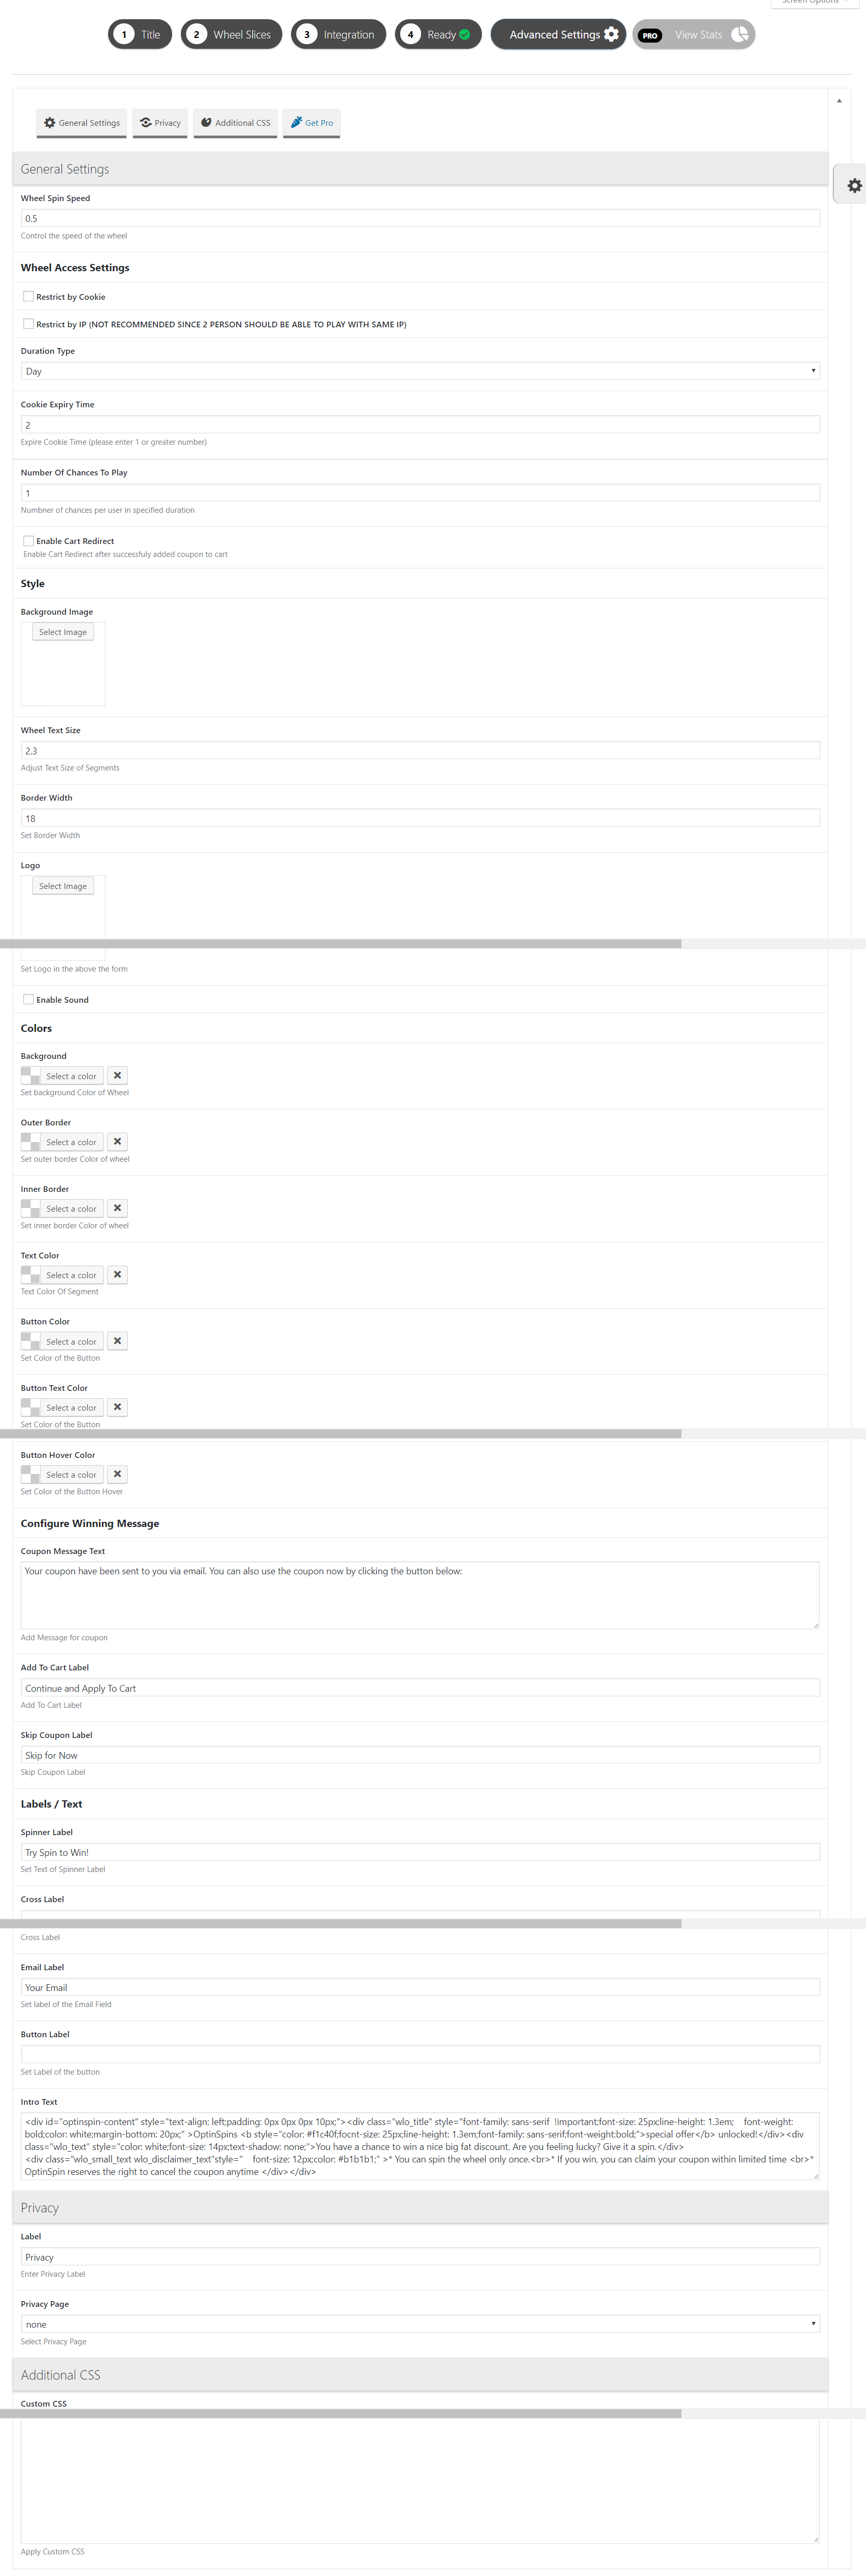 Screen Options
1 Title 2 Wheel Slices 3 Integration 4 Ready Advanced Settings PRO View Stats
General Settings Privacy Additional CSS Get Pro
General Settings
Wheel Spin Speed
0.5
Control the speed of the wheel
Wheel Access Settings
Restrict by Cookie
Restrict by IP (NOT RECOMMENDED SINCE 2 PERSON SHOULD BE ABLE TO PLAY WITH SAME IP)
Duration Type
Day
Cookie Expiry Time
2
Expire Cookie Time (please enter 1 or greater number)
Number Of Chances To Play
1
Numbner of chances per user in specified duration
Enable Cart Redirect
Enable Cart Redirect after successfuly added coupon to cart
Style
Background Image
Select Image
Wheel Text Size
2.3
Adjust Text Size of Segments
Border Width
18
Set Border Width
Logo
Select Image
Set Logo in the above the form
Enable Sound
Colors
Background
Select a color
Set background Color of Wheel
Outer Border
Select a color
Set outer border Color of wheel
Inner Border
Select a color
Set inner border Color of wheel
Text Color
Select a color
Text Color Of Segment
Button Color
Select a color
Set Color of the Button
Button Text Color
Select a color
Set Color of the Button
Button Hover Color
Select a color
Set Color of the Button Hover
Configure Winning Message
Coupon Message Text
Your coupon have been sent to you via email. You can also use the coupon now by clicking the button below:
Add Message for coupon
Add To Cart Label
Continue and Apply To Cart
Add To Cart Label
Skip Coupon Label
Skip for Now
Skip Coupon Label
Labels / Text
Spinner Label
Try Spin to Win!
Set Text of Spinner Label
Cross Label
Cross Label
Email Label
Your Email
Set label of the Email Field
Button Label
Set Label of the button
Intro Text
<div id="optinspin-content" style="text-align: left;padding: 0px 0px 0px 10px;"><div class="wlo_title" style="font-family: sans-serif !important;font-size: 25px;line-height: 1.3em; font-weight:
bold;color: white;margin-bottom: 20px;" >OptinSpins <b style="color: #f1c40f;focnt-size: 25px;line-height: 1.3em;font-family: sans-serif;font-weight:bold;">special offer</b> unlocked!</div><div
class="wlo_text" style="color: white;font-size: 14px;text-shadow: none;">You have a chance to win a nice big fat discount. Are you feeling lucky? Give it a spin.</div>
<div class="wlo_small_text wlo_disclaimer_text"style=" font-size: 12px;color: #b1b1b1;" >* You can spin the wheel only once.<br>* If you win, you can claim your coupon within limited time <br>*
OptinSpin reserves the right to cancel the coupon anytime </div></div>
Privacy
Label
Privacy
Enter Privacy Label
Privacy Page
none
Select Privacy Page
Additional CSS
Custom CSS
Apply Custom CSS